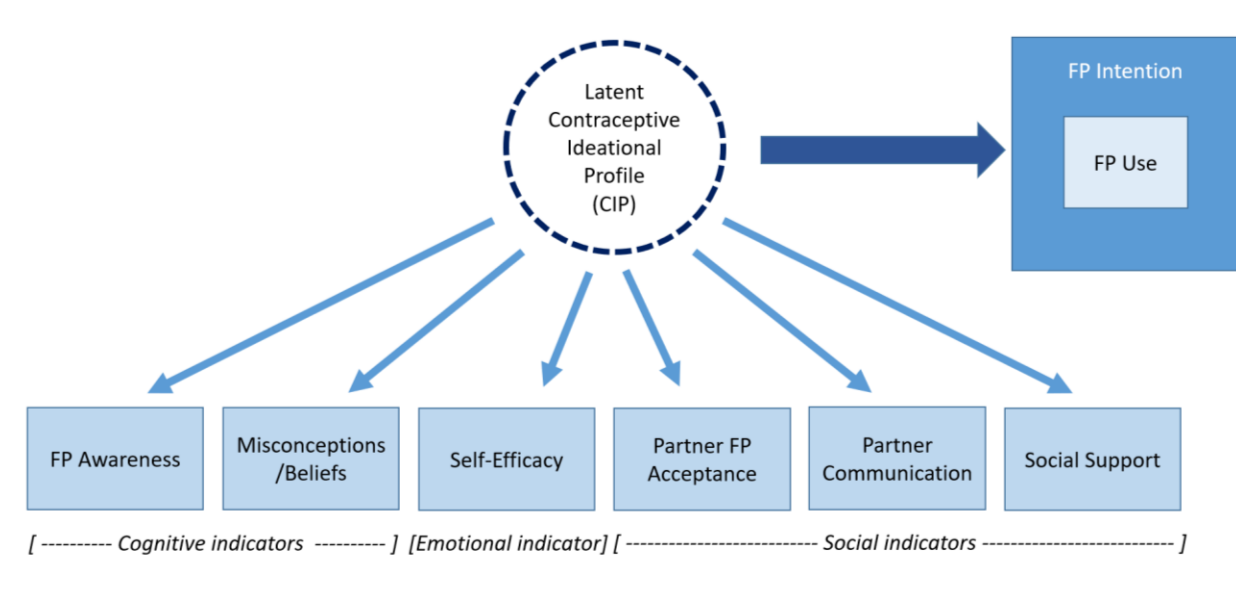 Latent
Contraceptive
Ideational
Profile
(CIP)
FP Intention
FP Use
FP Awareness
Misconceptions
/Beliefs
Self-Efficacy
Partner FP
Acceptance
Partner
Communication
Social Support
[ ---------- Cognitive indicators ---------- ] [Emotional indicator] [ --------------------------- Social indicators --------------------------- ]